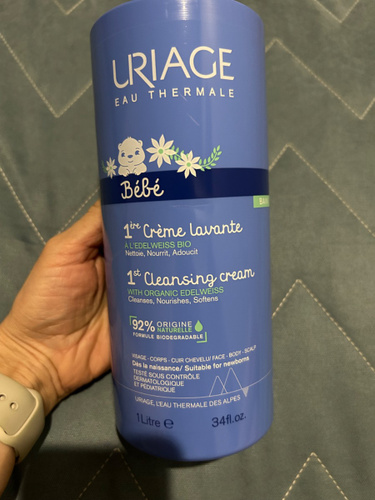 URIAGE
EAU THERMALE
Bébé
1ère Crème lavante
À L'EDELWEISS BIO
Nettoie, Nourrit, Adoucit
1st Cleansing cream
WITH ORGANIC EDELWEISS
Cleanses, Nourishes, Softens
92% ORIGINE
NATURELLE
FORMULE BIODÉGRADABLE
VISAGE - CORPS - CUIR CHEVELU/ FACE - BODY - SCALP
Dès la naissance/ Suitable for newborns
TESTÉ SOUS CONTRÔLE
DERMATOLOGIQUE
ET PÉDIATRIQUE
URIAGE, L'EAU THERMALE DES ALPES
1 Litre e 34fl.oz.